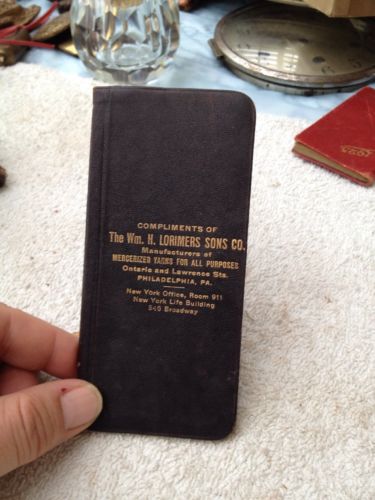 COMPLIMENTS OF
The Wm. H. LORIMERS SONS CO.
Manufacturers of
MERCERIZED YARNS FOR ALL PURPOSES
Ontario and Lawrence Sts.
PHILADELPHIA, PA.
New York Office, Room 911
New York Life Building
346 Broadway